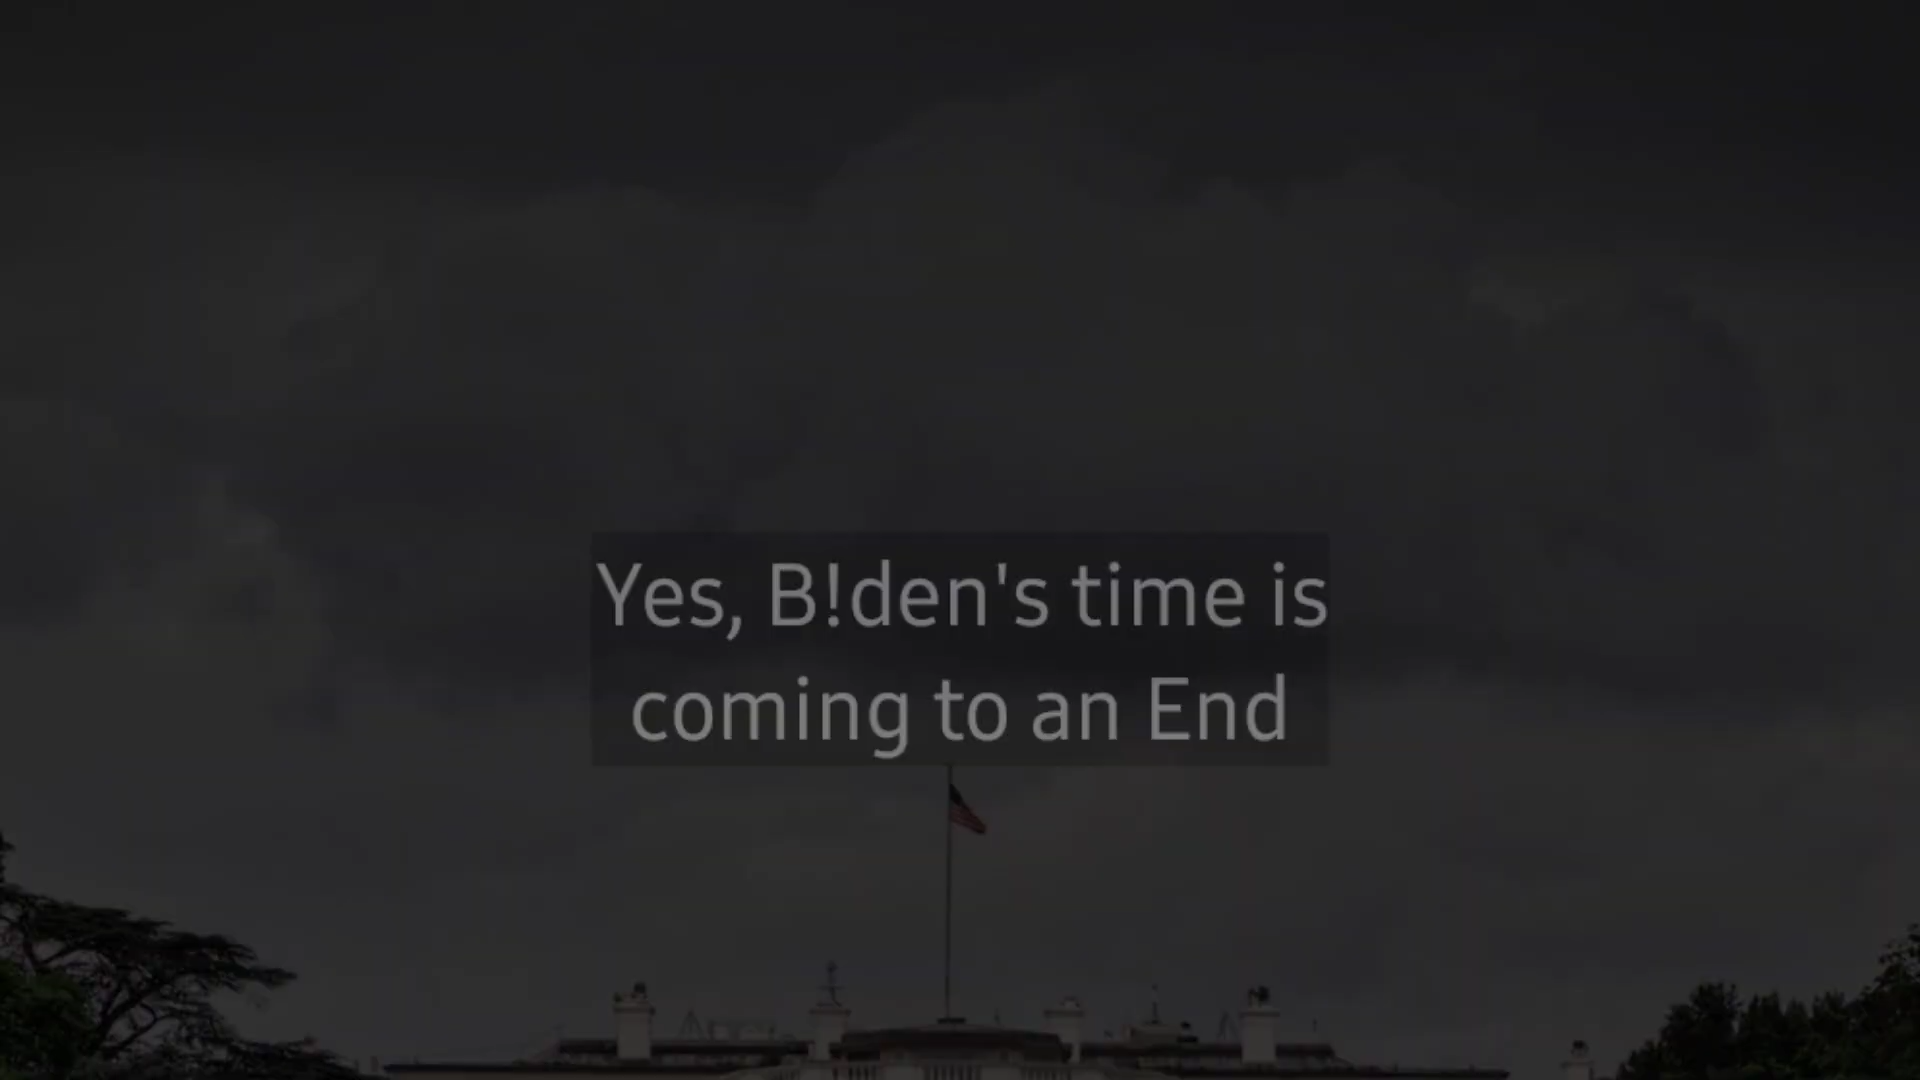 Yes, B!den's time is
coming to an End